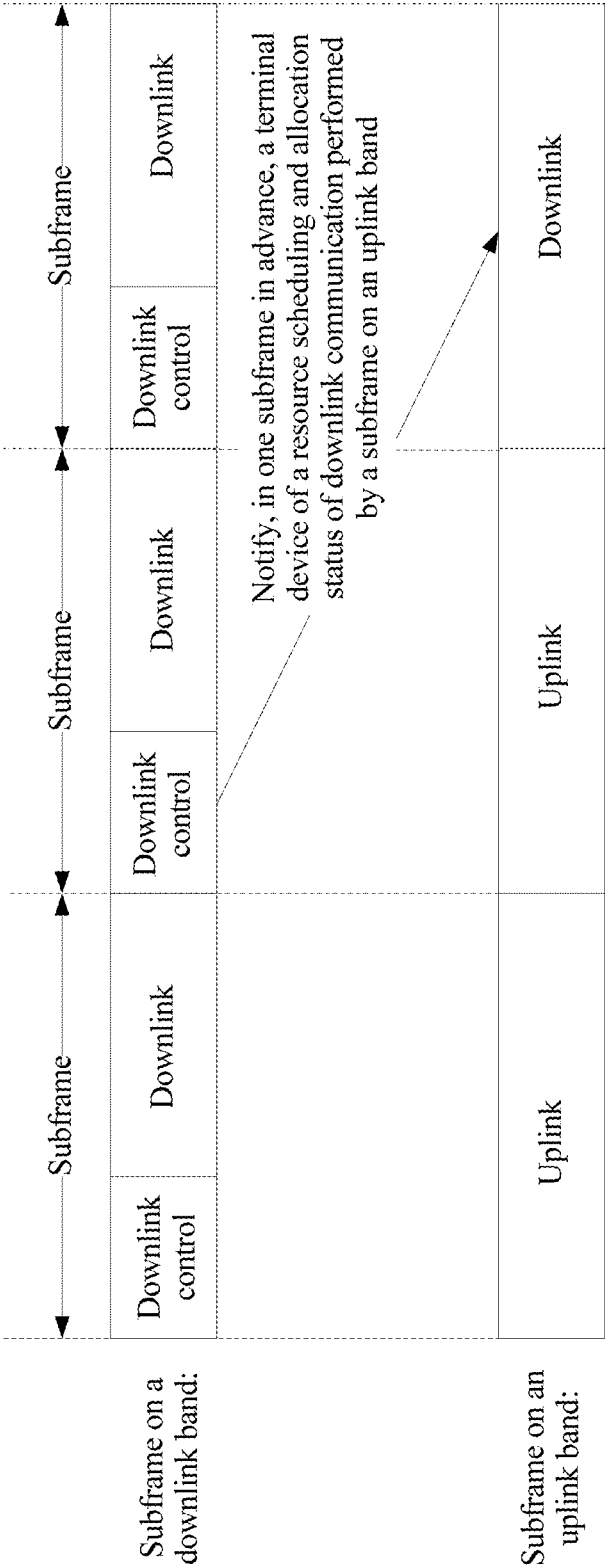 Subframe
Subframe
Subframe
Subframe on a
downlink band:
Downlink
control
Downlink
Downlink
control
Downlink
Downlink
control
Downlink
Notify, in one subframe in advance, a terminal
device of a resource scheduling and allocation
status of downlink communication performed
by a subframe on an uplink band
Subframe on an
uplink band:
Uplink
Uplink
Downlink